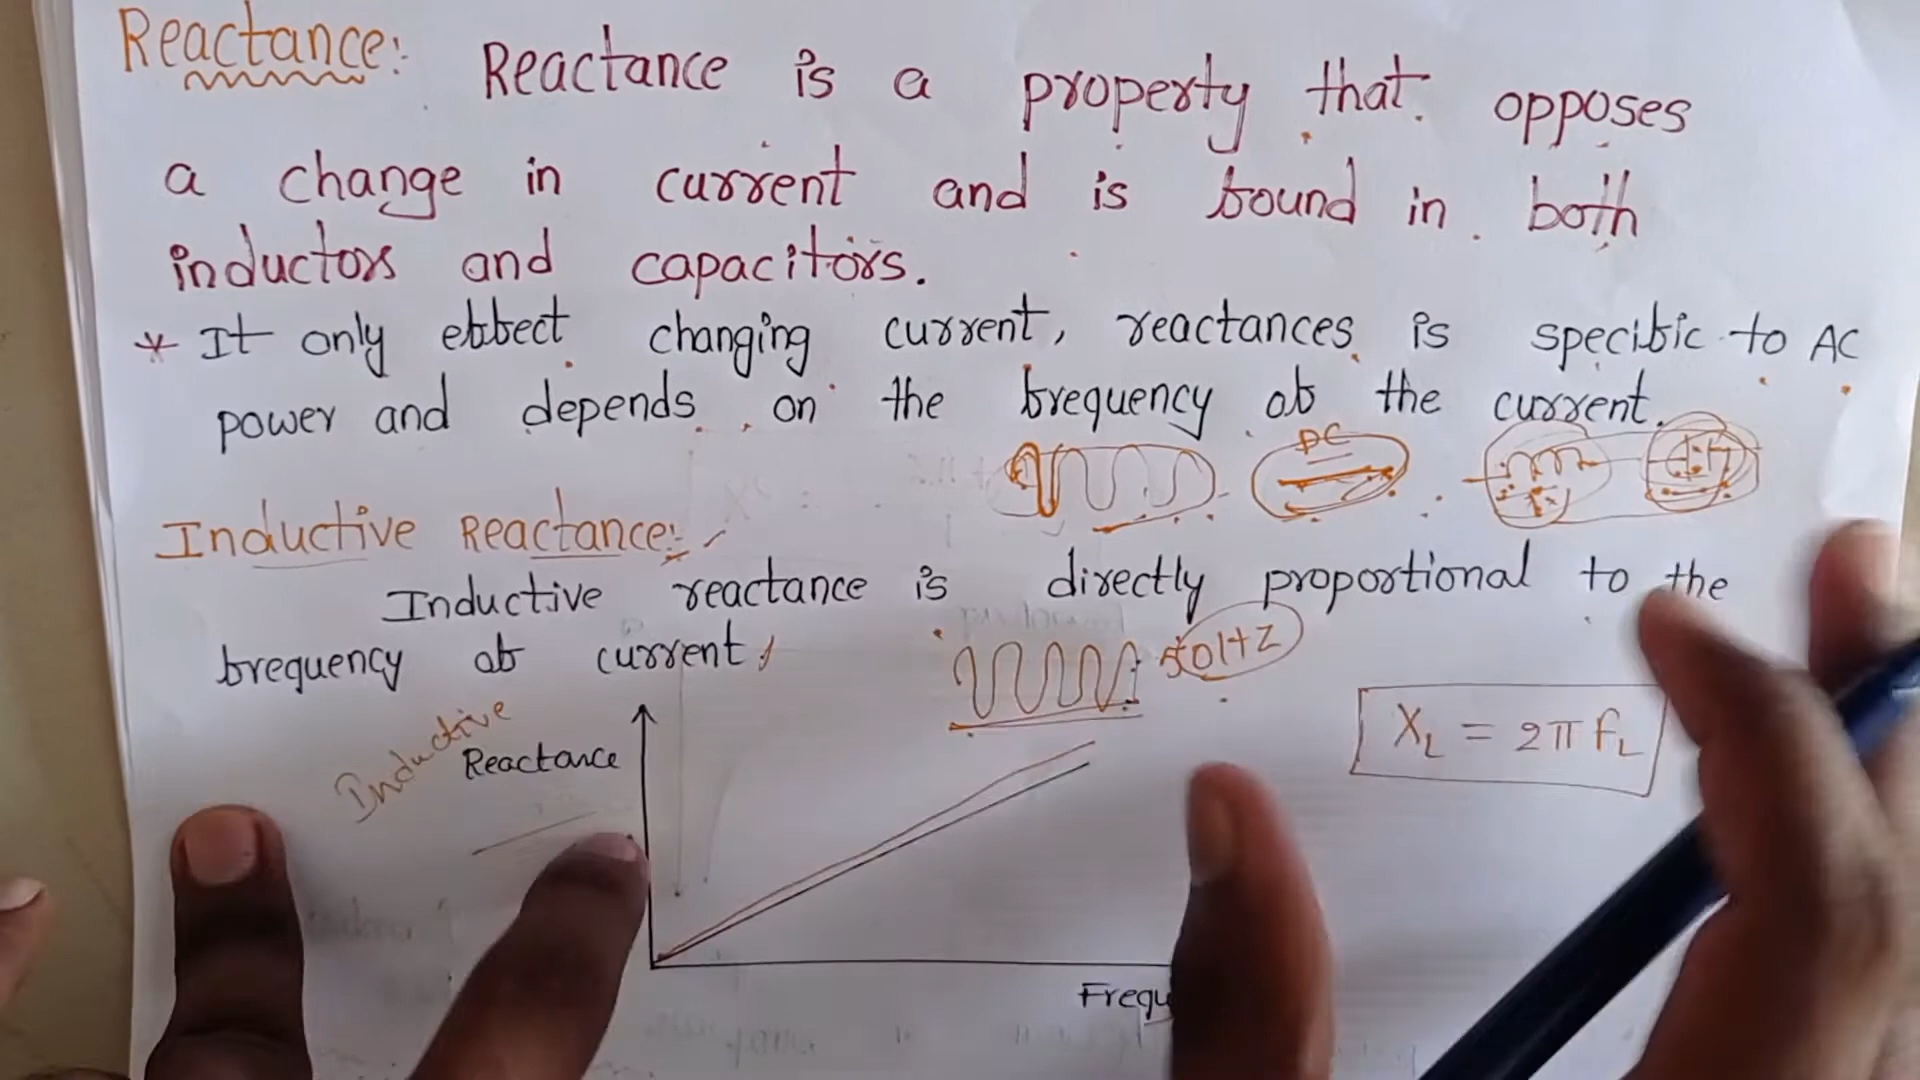 Reactance: Reactance is a property that opposes
a change in current and is found in both
inductors and capacitors.
* It only effect changing current, reactances is specific to AC
power and depends on the frequency of the current.
DC
Inductive Reactance:
Inductive reactance is directly proportional to the
frequency of current,
50HZ
Inductive
Reactance
X_L = 2π f_L
Frequ